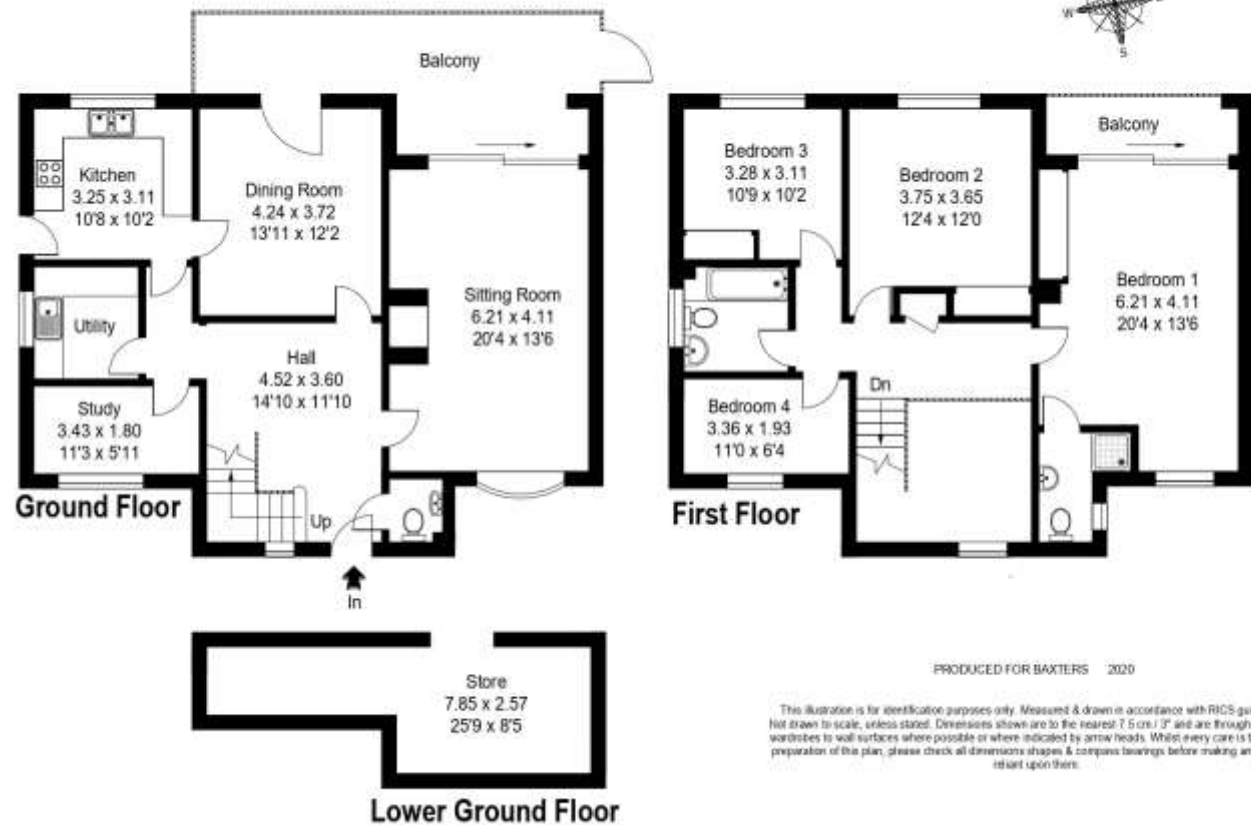 W
S
Balcony
Kitchen
3.25 x 3.11
10'8 x 10'2
Dining Room
4.24 x 3.72
13'11 x 12'2
Sitting Room
6.21 x 4.11
20'4 x 13'6
Utility
Hall
4.52 x 3.60
14'10 x 11'10
Study
3.43 x 1.80
11'3 x 5'11
Up
In
Ground Floor
Balcony
Bedroom 3
3.28 x 3.11
10'9 x 10'2
Bedroom 2
3.75 x 3.65
12'4 x 12'0
Bedroom 1
6.21 x 4.11
20'4 x 13'6
Dn
Bedroom 4
3.36 x 1.93
11'0 x 6'4
First Floor
Store
7.85 x 2.57
25'9 x 8'5
Lower Ground Floor
PRODUCED FOR BAXTERS 2020
This illustration is for identification purposes only. Measured & drawn in accordance with RICS
Not drawn to scale, unless stated. Dimensions shown are to the nearest 7.5 cm / 3" and are through
wardrobes to wall surfaces where possible or where indicated by arrow heads. Whilst every care is
preparation of this plan, please check all dimensions shapes & compass bearings before making
reliant upon them.